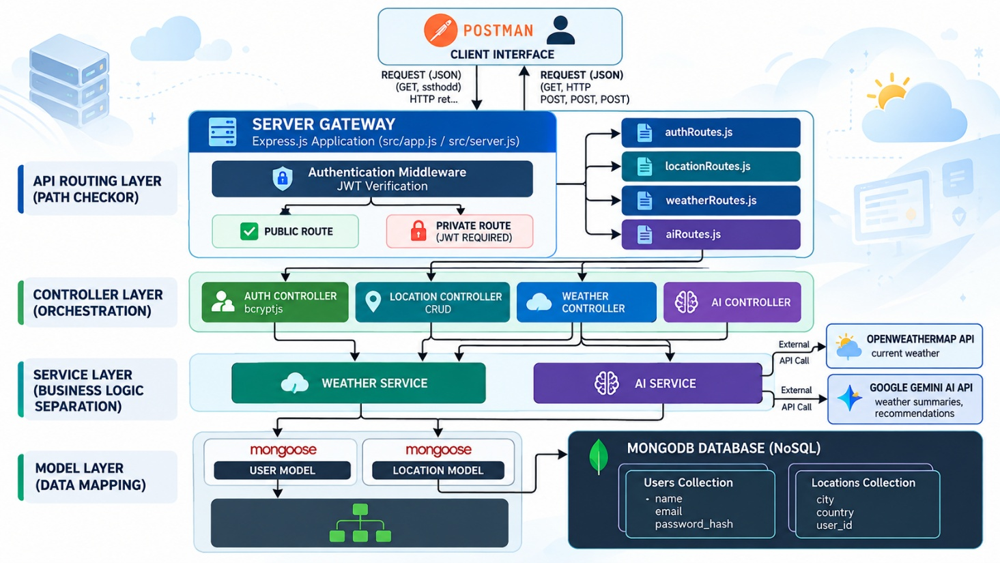 POSTMAN
CLIENT INTERFACE
REQUEST (JSON)
(GET, ssthodd)
HTTP ret...
REQUEST (JSON)
(GET, HTTP
POST, POST, POST)
SERVER GATEWAY
Express.js Application (src/app.js / src/server.js)
Authentication Middleware
JWT Verification
PUBLIC ROUTE
PRIVATE ROUTE
(JWT REQUIRED)
authRoutes.js
locationRoutes.js
weatherRoutes.js
aiRoutes.js
API ROUTING LAYER
(PATH CHECKOR)
CONTROLLER LAYER
(ORCHESTRATION)
AUTH CONTROLLER
bcryptjs
LOCATION CONTROLLER
CRUD
WEATHER
CONTROLLER
AI CONTROLLER
SERVICE LAYER
(BUSINESS LOGIC
SEPARATION)
WEATHER SERVICE
AI SERVICE
External
API Call
OPENWEATHERMAP API
current weather
External
API Call
GOOGLE GEMINI AI API
weather summaries,
recommendations
MODEL LAYER
(DATA MAPPING)
mongoose
USER MODEL
mongoose
LOCATION MODEL
MONGODB DATABASE (NoSQL)
Users Collection
- name
email
password_hash
Locations Collection
city
country
user_id